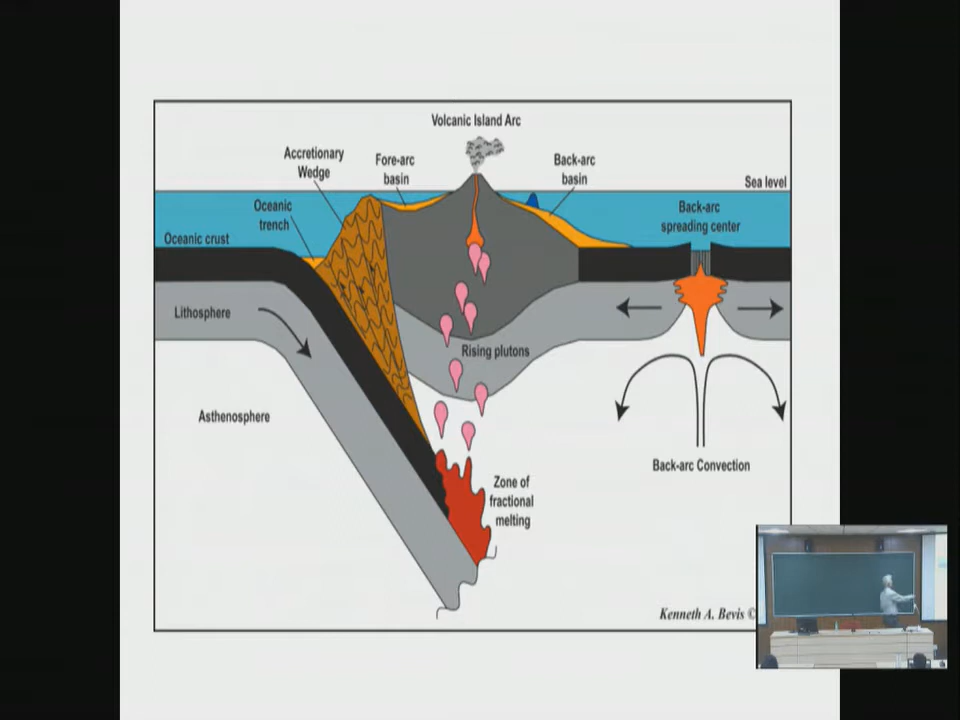 Volcanic Island Arc
Accretionary
Wedge
Fore-arc
basin
Back-arc
basin
Sea level
Oceanic
trench
Back-arc
spreading center
Oceanic crust
Lithosphere
Rising plutons
Asthenosphere
Back-arc Convection
Zone of
fractional
melting
Kenneth A. Bevis ©